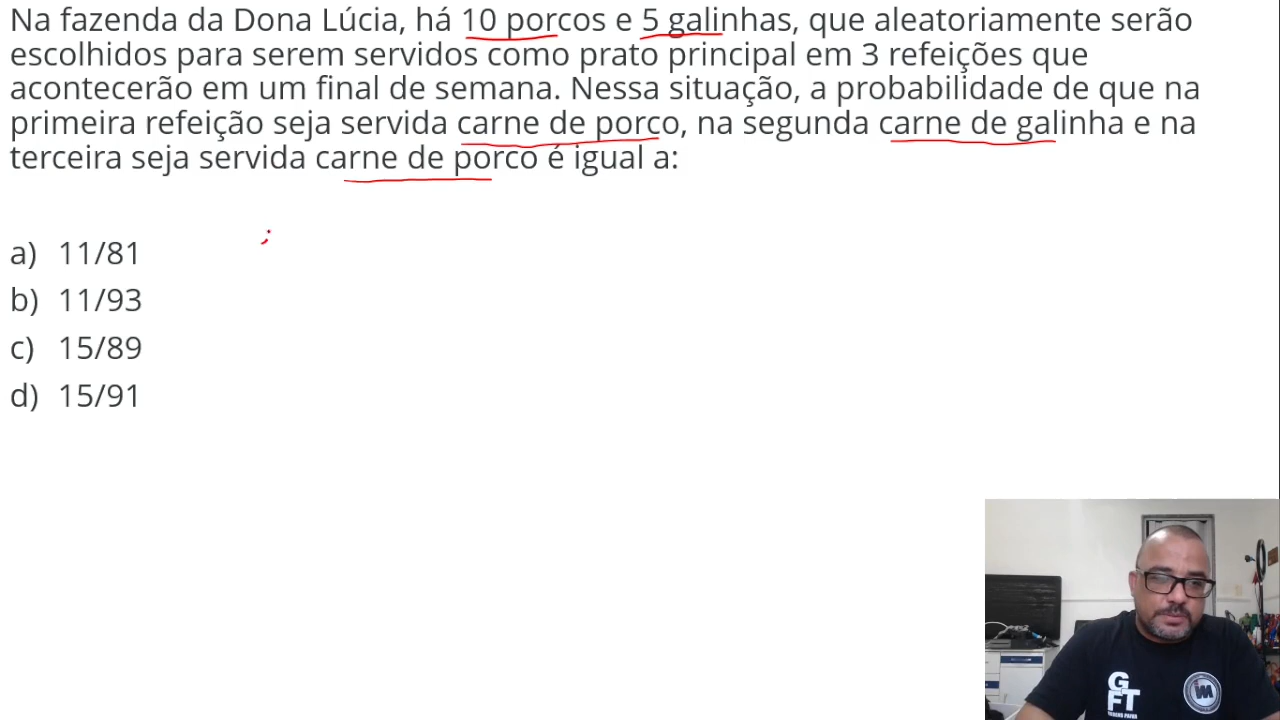 Na fazenda da Dona Lúcia, há 10 porcos e 5 galinhas, que aleatoriamente serão
escolhidos para serem servidos como prato principal em 3 refeições que
acontecerão em um final de semana. Nessa situação, a probabilidade de que na
primeira refeição seja servida carne de porco, na segunda carne de galinha e na
terceira seja servida carne de porco é igual a:
a) 11/81
b) 11/93
c) 15/89
d) 15/91
GFT